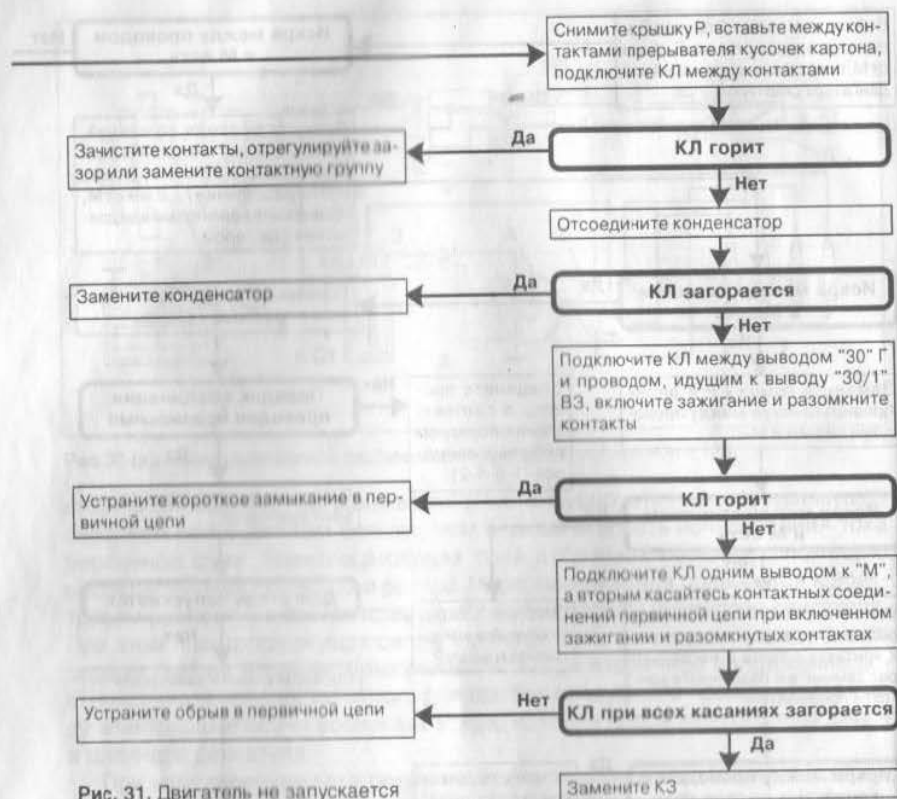 Снимите крышку Р, вставьте между кон-
тактами прерывателя кусочек картона,
подключите КЛ между контактами
Да
КЛ горит
Зачистите контакты, отрегулируйте за-
зор или замените контактную группу
Нет
Отсоедините конденсатор
Да
КЛ загорается
Замените конденсатор
Нет
Подключите КЛ между выводом "30" Г
и проводом, идущим к выводу "30/1"
ВЗ, включите зажигание и разомкните
контакты
Да
КЛ горит
Устраните короткое замыкание в пер-
вичной цепи
Нет
Подключите КЛ одним выводом к "М",
а вторым касайтесь контактных соеди-
нений первичной цепи при включенном
зажигании и разомкнутых контактах
Нет
КЛ при всех касаниях загорается
Устраните обрыв в первичной цепи
Да
Замените КЗ
Рис. 31. Двигатель не запускается